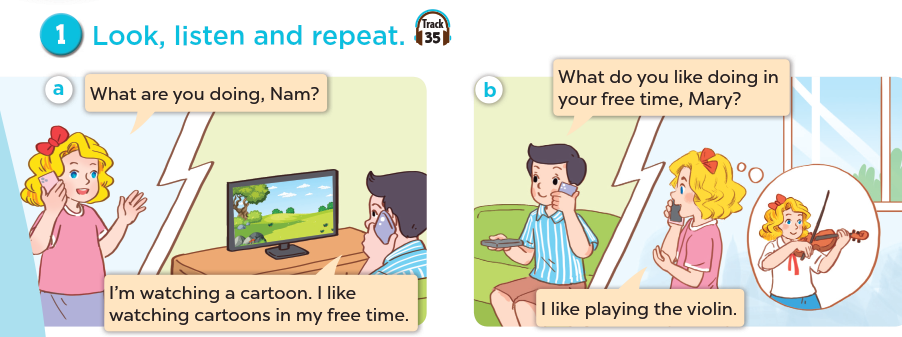 1 Look, listen and repeat. Track
35
a
What are you doing, Nam?
I'm watching a cartoon. I like
watching cartoons in my free time.
b
What do you like doing in
your free time, Mary?
I like playing the violin.